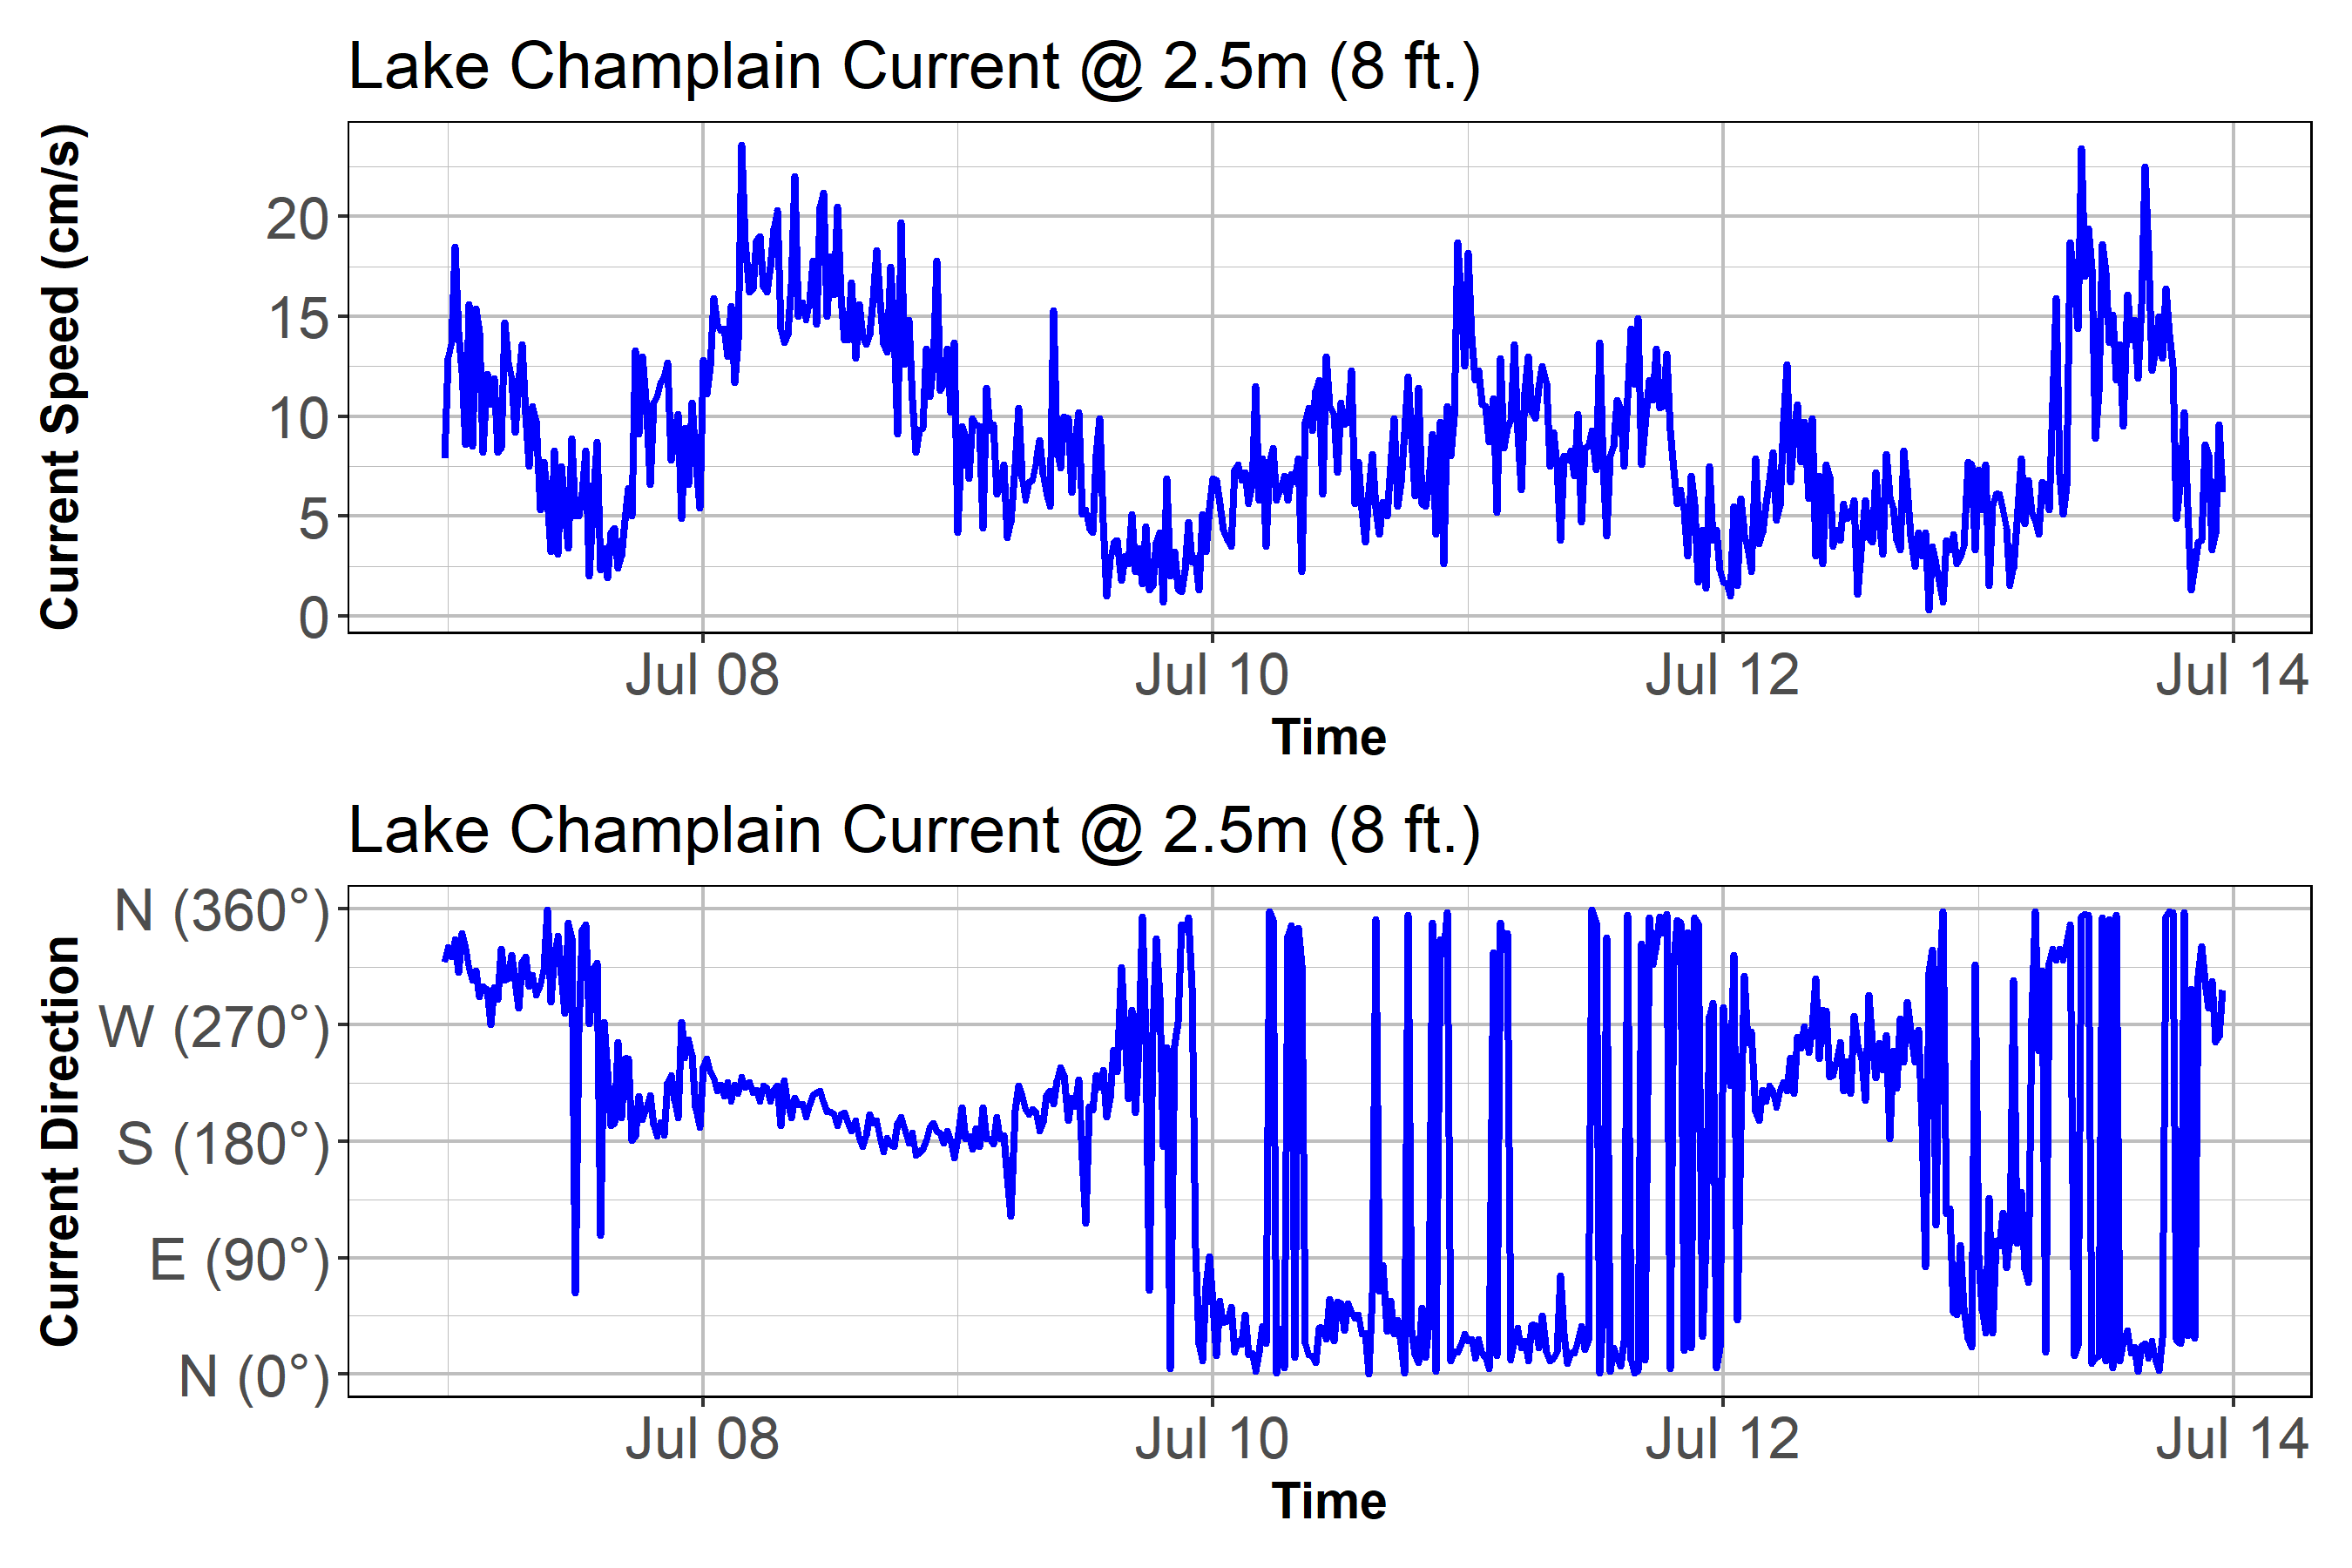 Lake Champlain Current @ 2.5m (8 ft.)
Current Speed (cm/s)
20
15
10
5
0
Jul 08
Jul 10
Jul 12
Jul 14
Time
Lake Champlain Current @ 2.5m (8 ft.)
Current Direction
N (360°)
W (270°)
S (180°)
E (90°)
N (0°)
Jul 08
Jul 10
Jul 12
Jul 14
Time